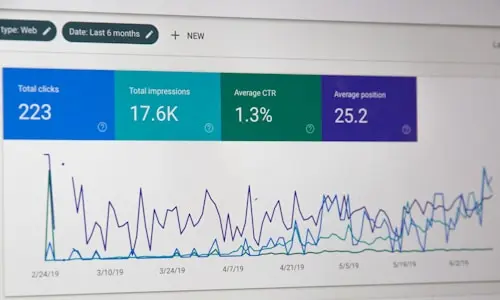 type: Web
Date: Last 6 months
+ NEW
Total clicks
223
Total impressions
17.6K
Average CTR
1.3%
Average position
25.2
2/24/19
3/10/19
3/24/19
4/7/19
4/21/19
5/5/19
5/19/19
6/2/19